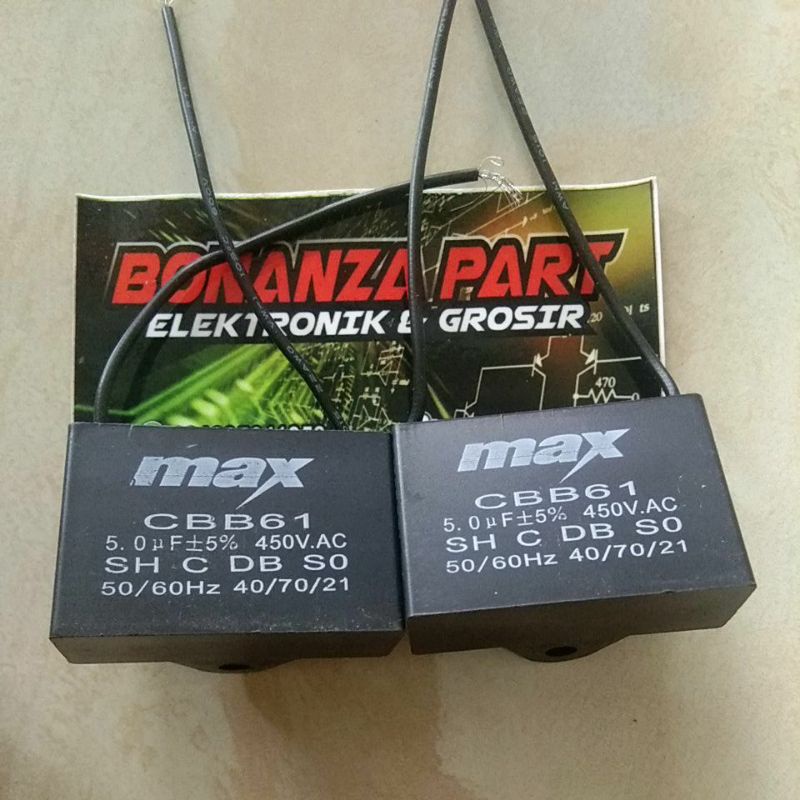 BONANZA PART
ELEKTRONIK & GROSIR
470
max
CBB61
5.0μF±5% 450V.AC
SH C DB S0
50/60Hz 40/70/21
max
CBB61
5.0μF±5% 450V.AC
SH C DB S0
50/60Hz 40/70/21